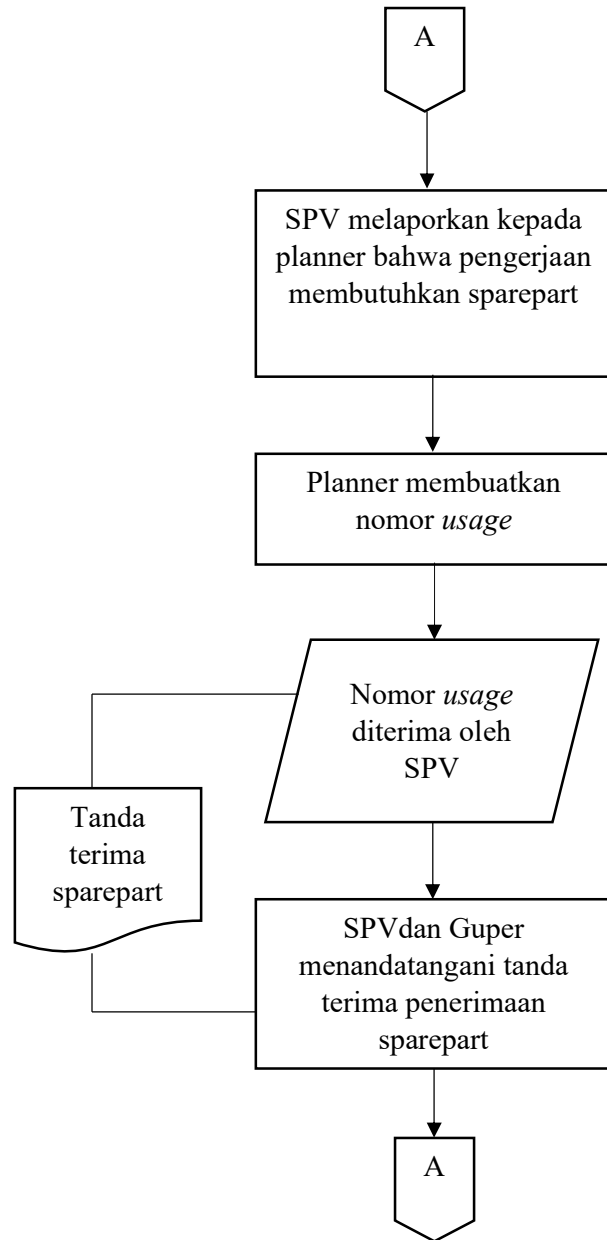 A
SPV melaporkan kepada
planner bahwa pengerjaan
membutuhkan sparepart
Planner membuatkan
nomor usage
Nomor usage
diterima oleh
SPV
Tanda
terima
sparepart
SPVdan Guper
menandatangani tanda
terima penerimaan
sparepart
A